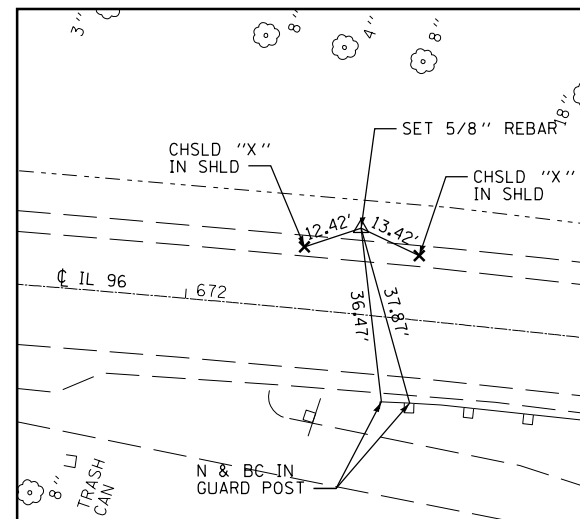 3"
8"
4"
8"
18"
SET 5/8" REBAR
CHSLD "X"
IN SHLD
CHSLD "X"
IN SHLD
12.42'
13.42'
℄ IL 96
672
36.47'
37.87'
N & BC IN
GUARD POST
8"
TRASH
CAN